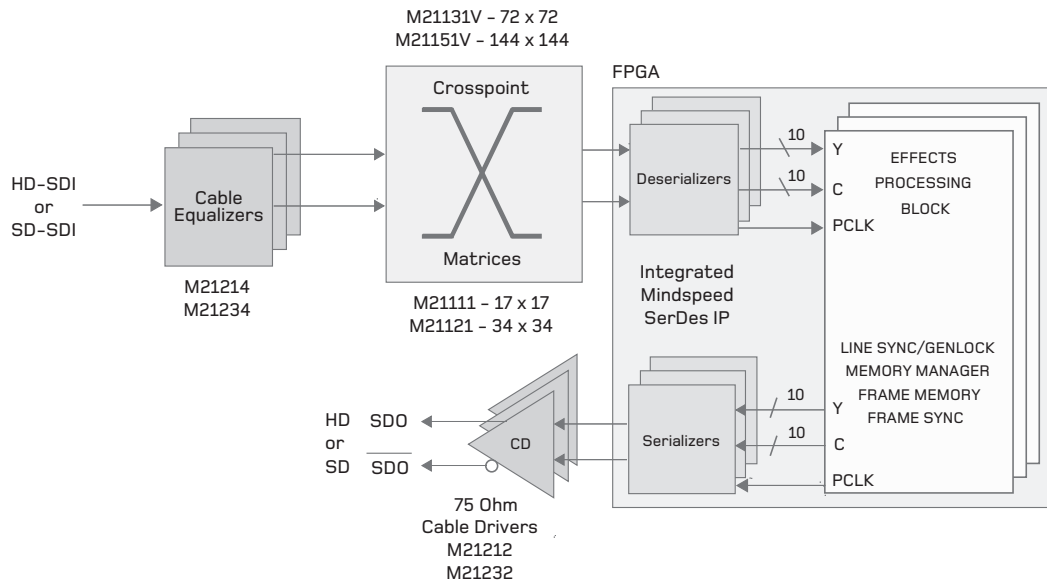 M21131V – 72 x 72
M21151V – 144 x 144
FPGA
Crosspoint
Matrices
HD-SDI
or
SD-SDI
Cable
Equalizers
M21214
M21234
M21111 – 17 x 17
M21121 – 34 x 34
Deserializers
10
Y
10
C
PCLK
EFFECTS
PROCESSING
BLOCK
Integrated
Mindspeed
SerDes IP
LINE SYNC/GENLOCK
MEMORY MANAGER
FRAME MEMORY
FRAME SYNC
Serializers
10
Y
10
C
PCLK
HD SDO
or
SD SDO
CD
75 Ohm
Cable Drivers
M21212
M21232